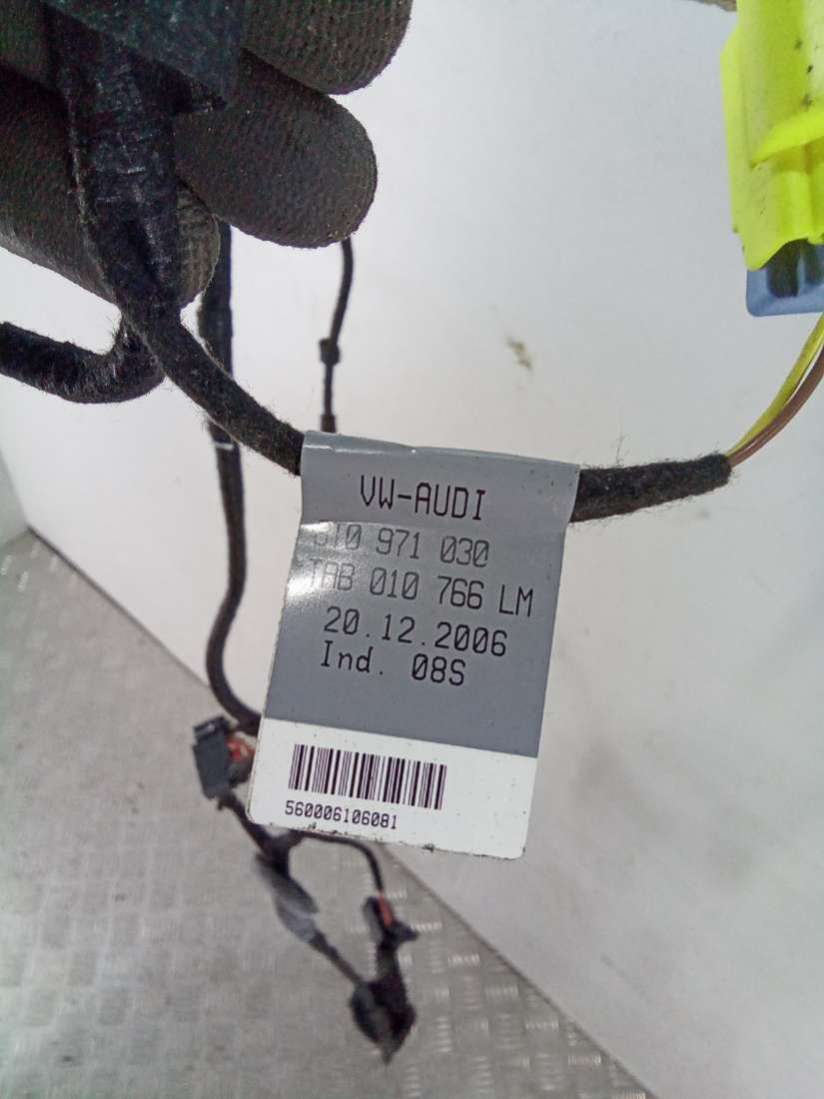 VW-AUDI
971 030
TAB 010 766 LM
20.12.2006
Ind. 08S
560006106081